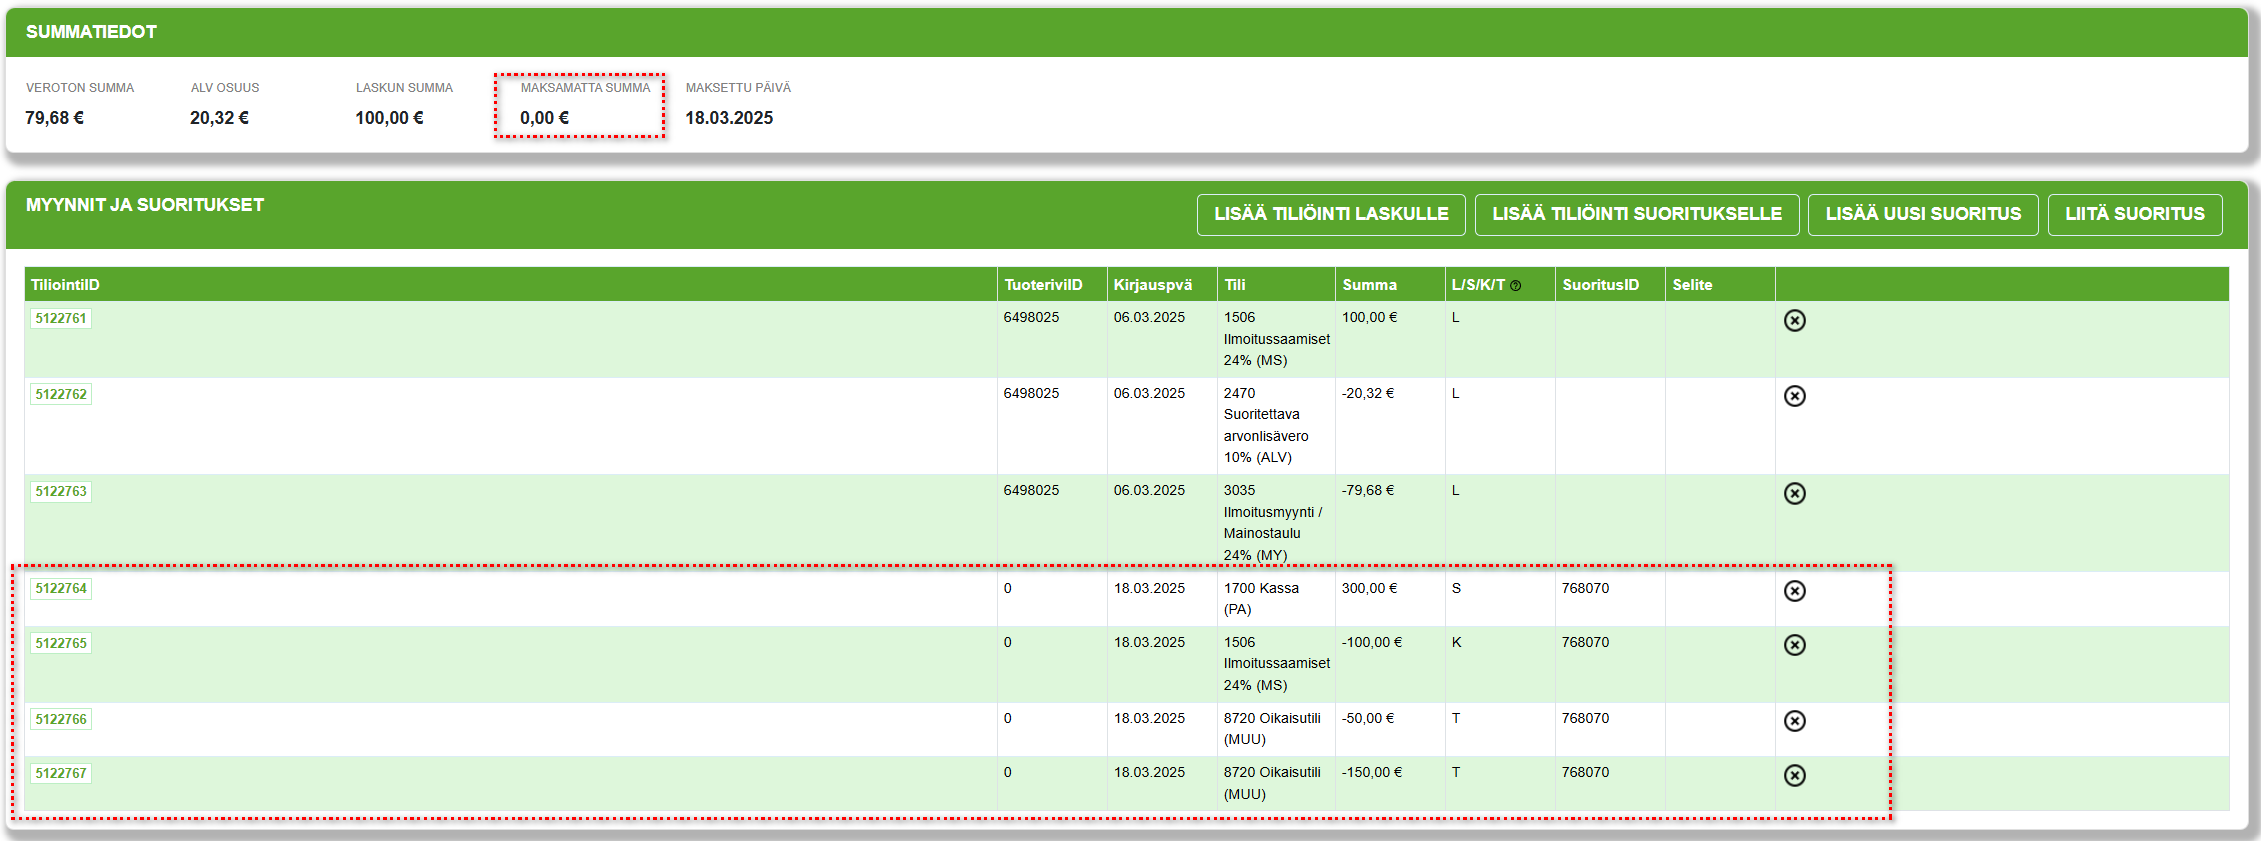 SUMMATIEDOT
VEROTON SUMMA ALV OSUUS LASKUN SUMMA MAKSAMATTA SUMMA MAKSETTU PÄIVÄ
79,68 € 20,32 € 100,00 € 0,00 € 18.03.2025
MYYNNIT JA SUORITUKSET LISÄÄ TILIÖINTI LASKULLE LISÄÄ TILIÖINTI SUORITUKSELLE LISÄÄ UUSI SUORITUS LIITÄ SUORITUS
TiliointiID TuoteriviID Kirjauspvä Tili Summa L/S/K/T ? SuoritusID Selite
5122761 6498025 06.03.2025 1506 100,00 € L
Ilmoitussaamiset
24% (MS)
5122762 6498025 06.03.2025 2470 -20,32 € L
Suoritettava
arvonlisävero
10% (ALV)
5122763 6498025 06.03.2025 3035 -79,68 € L
Ilmoitusmyynti /
Mainostaulu
24% (MY)
5122764 0 18.03.2025 1700 Kassa 300,00 € S 768070
(PA)
5122765 0 18.03.2025 1506 -100,00 € K 768070
Ilmoitussaamiset
24% (MS)
5122766 0 18.03.2025 8720 Oikaisutili -50,00 € T 768070
(MUU)
5122767 0 18.03.2025 8720 Oikaisutili -150,00 € T 768070
(MUU)